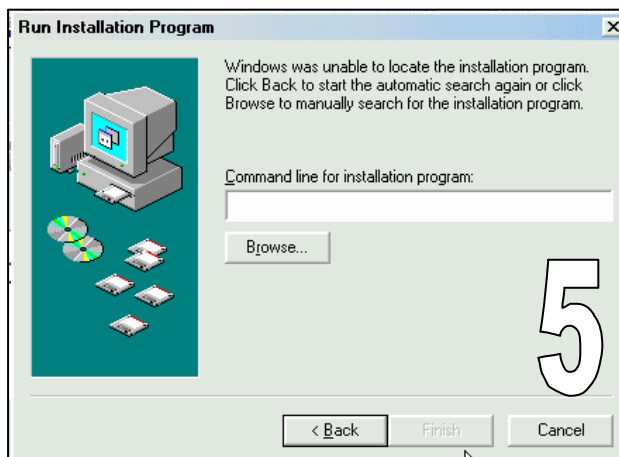 Run Installation Program
Windows was unable to locate the installation program.
Click Back to start the automatic search again or click
Browse to manually search for the installation program.
Command line for installation program:
Browse...
5
< Back
Finish
Cancel